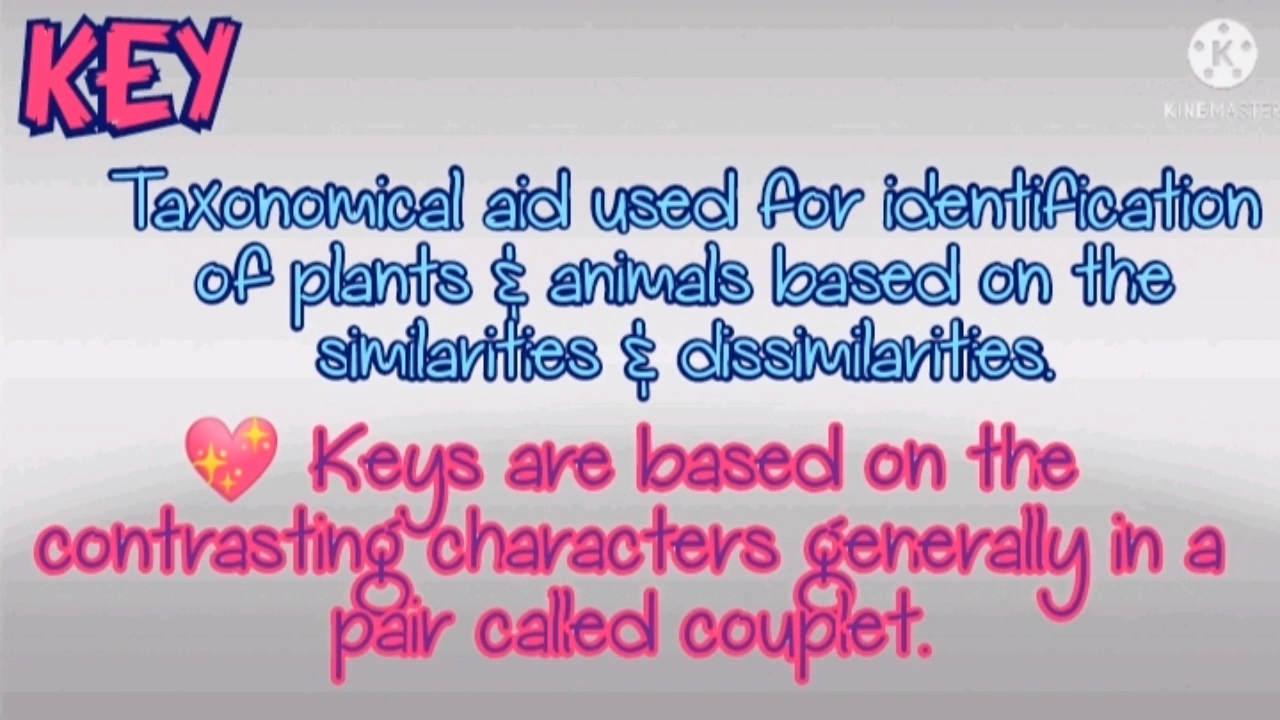 KEY
KINEMASTER
Taxonomical aid used for identification
of plants & animals based on the
similarities & dissimilarities.
💖 Keys are based on the
contrasting characters generally in a
pair called couplet.